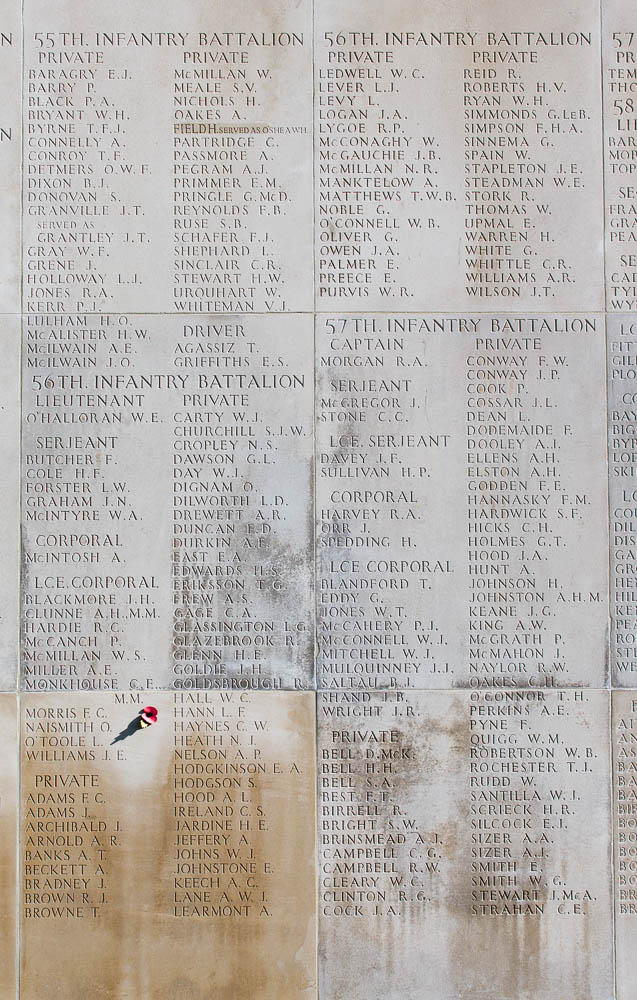 55TH. INFANTRY BATTALION
PRIVATE
BARAGRY E.J.
BARRY P.
BLACK P.A.
BRYANT W.H.
BYRNE T.F.J.
CONNELLY A.
CONROY T.F.
DETMERS O.W.F.
DIXON B.J.
DONOVAN S.
GRANVILLE J.T.
SERVED AS
GRANTLEY J.T.
GRAY W.F.
GRENE J.
HOLLOWAY L.J.
JONES R.A.
KERR P.J.
LULHAM H.O.
McALISTER H.W.
McILWAIN A.E.
McILWAIN J.O.
PRIVATE
McMILLAN W.
MEALE S.V.
NICHOLS H.
OAKES A.
FIELD H. SERVED AS O'SHEA W.H.
PARTRIDGE C.
PASSMORE A.
PEGRAM A.J.
PRIMMER E.M.
PRINGLE G.McD.
REYNOLDS F.B.
RUSE S.B.
SCHAFER F.J.
SHEPHARD L.
SINCLAIR C.R.
STEWART H.W.
URQUHART W.
WHITEMAN V.J.
DRIVER
AGASSIZ T.
GRIFFITHS E.S.
56TH. INFANTRY BATTALION
LIEUTENANT
O'HALLORAN W.E.
SERJEANT
BUTCHER F.
COLE H.F.
FORSTER L.W.
GRAHAM J.N.
McINTYRE W.A.
CORPORAL
McINTOSH A.
LCE. CORPORAL
BLACKMORE J.H.
CLUNNE A.H., M.M.
HARDIE R.C.
McCANCH P.
McMILLAN W.S.
MILLER A.E.
MONKHOUSE C.E.,
M.M.
MORRIS F.C.
NAISMITH O.
O'TOOLE L.
WILLIAMS J.E.
PRIVATE
ADAMS F.C.
ADAMS J.
ARCHIBALD J.
ARNOLD A.R.
BANKS A.T.
BECKETT A.
BRADNEY J.
BROWN R.J.
BROWNE T.
PRIVATE
CARTY W.J.
CHURCHILL S.J.W.
CROPLEY N.S.
DAWSON G.L.
DAY W.J.
DIGNAM O.
DILWORTH L.D.
DREWETT A.R.
DUNCAN E.D.
DURKIN A.E.
EAST E.A.
EDWARDS H.S.
ERIKSSON T.G.
FREW A.S.
GAGE C.A.
GLASSINGTON L.G.
GLAZEBROOK R.
GLENN H.E.
GOLDIE J.H.
GOLDSBROUGH R.
HALL W.C.
HANN L.F.
HAYNES C.W.
HEATH N.J.
NELSON A.P.
HODGKINSON E.A.
HODGSON S.
HOOD A.L.
IRELAND C.S.
JARDINE H.E.
JEFFERY A.
JOHNS W.J.
JOHNSTONE E.
KEECH A.C.
LANE A.W.J.
LEARMONT A.
56TH. INFANTRY BATTALION
PRIVATE
LEDWELL W.C.
LEVER L.J.
LEVY L.
LOGAN J.A.
LYGOE R.P.
McCONAGHY W.
McGAUCHIE J.B.
McMILLAN N.R.
MANKTELOW A.
MATTHEWS T.W.B.
NOBLE G.
O'CONNELL W.B.
OLIVER G.
OWEN J.A.
PALMER E.
PREECE E.
PURVIS W.R.
PRIVATE
REID R.
ROBERTS H.V.
RYAN W.H.
SIMMONDS G.LeB.
SIMPSON F.H.A.
SINNEMA G.
SPAIN W.
STAPLETON J.E.
STEADMAN W.E.
STORK R.
THOMAS W.
UPMAL E.
WARREN H.
WHITE G.
WHITTLE C.R.
WILLIAMS A.R.
WILSON J.T.
57TH. INFANTRY BATTALION
CAPTAIN
MORGAN R.A.
SERJEANT
McGREGOR J.
STONE C.C.
LCE. SERJEANT
DAVEY J.F.
SULLIVAN H.P.
CORPORAL
HARVEY R.A.
ORR J.
SPEDDING H.
LCE CORPORAL
BLANDFORD T.
EDDY G.
JONES W.T.
McCAHERY P.J.
McCONNELL W.J.
MITCHELL W.J.
MULQUINNEY J.J.
SALTAU B.J.
SHAND J.B.
WRIGHT J.R.
PRIVATE
BELL D.McK.
BELL H.H.
BELL S.A.
BEST F.T.
BIRRELL R.
BRIGHT S.W.
BRINSMEAD A.J.
CAMPBELL C.G.
CAMPBELL R.W.
CLEARY W.C.
CLINTON R.G.
COCK J.A.
PRIVATE
CONWAY F.W.
CONWAY J.P.
COOK P.
COSSAR J.L.
DEAN L.
DODEMAIDE F.
DOOLEY A.J.
ELLENS A.H.
ELSTON A.H.
GODDEN F.E.
HANNASKY F.M.
HARDWICK S.F.
HICKS C.H.
HOLMES G.T.
HOOD J.A.
HUNT A.
JOHNSON H.
JOHNSTON A.H.M.
KEANE J.G.
KING A.W.
McGRATH P.
McMAHON J.
NAYLOR R.W.
OAKES C.H.
O'CONNOR T.H.
PERKINS A.E.
PYNE F.
QUIGG W.M.
ROBERTSON W.B.
ROCHESTER T.J.
RUDD W.
SANTILLA W.J.
SCRIECK H.R.
SILCOCK E.J.
SIZER A.A.
SIZER A.J.
SMITH E.
SMITH W.G.
STEWART J.McA.
STRAHAN C.E.
57
58